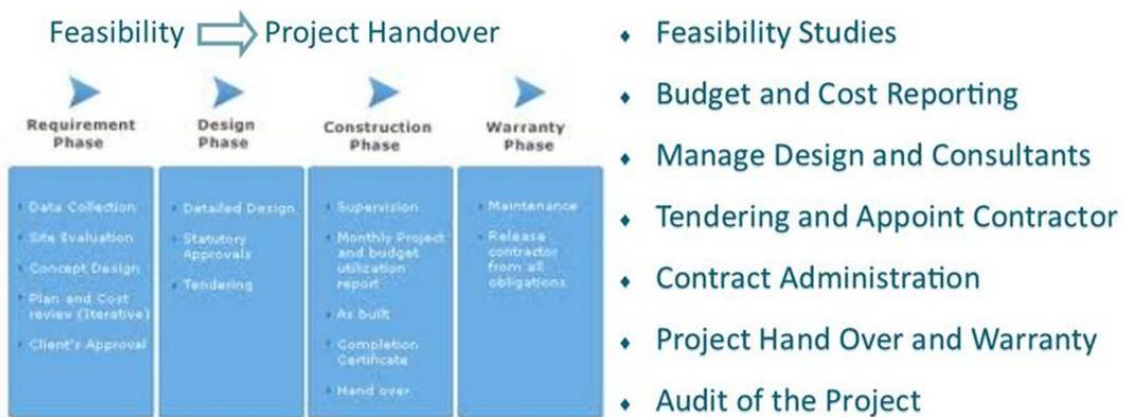 Feasibility Project Handover
Requirement
Phase
Data Collection
Site Evaluation
Concept Design
Plan and Cost
review (Iterative)
Client's Approval
Design
Phase
Detailed Design
Statutory
Approvals
Tendering
Construction
Phase
Supervision
Monthly Project
and budget
utilization
report
As built
Completion
Certificate
Hand over
Warranty
Phase
Maintenance
Release
contractor
from all
obligations
Feasibility Studies
Budget and Cost Reporting
Manage Design and Consultants
Tendering and Appoint Contractor
Contract Administration
Project Hand Over and Warranty
Audit of the Project